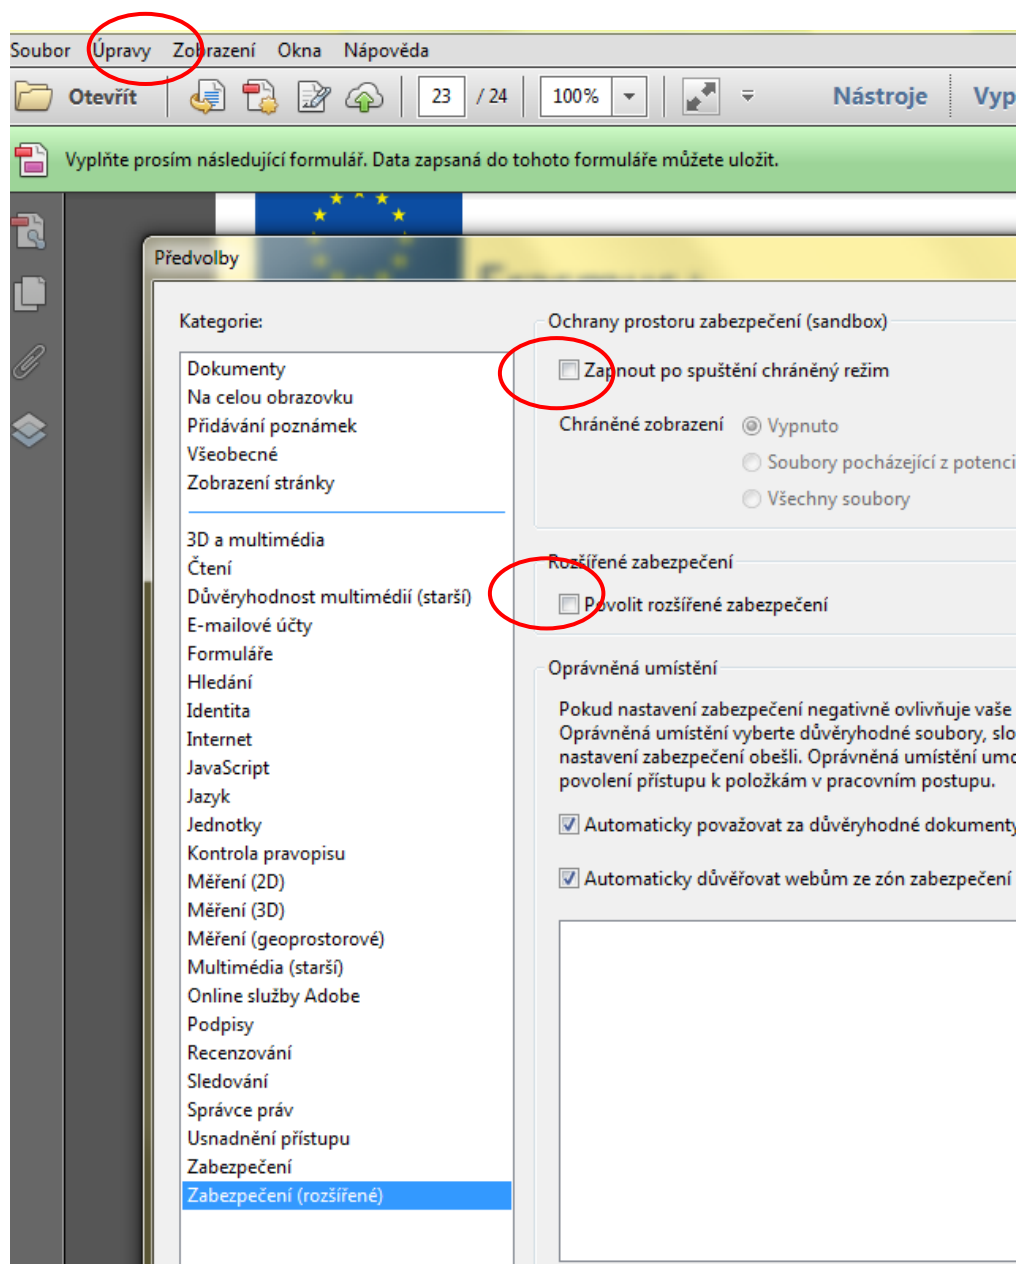 Soubor Úpravy Zobrazení Okna Nápověda
Otevřít 23 / 24 100% Nástroje Vyp
Vyplňte prosím následující formulář. Data zapsaná do tohoto formuláře můžete uložit.
Předvolby
Kategorie:
Dokumenty
Na celou obrazovku
Přidávání poznámek
Všeobecné
Zobrazení stránky
3D a multimédia
Čtení
Důvěryhodnost multimédií (starší)
E-mailové účty
Formuláře
Hledání
Identita
Internet
JavaScript
Jazyk
Jednotky
Kontrola pravopisu
Měření (2D)
Měření (3D)
Měření (geoprostorové)
Multimédia (starší)
Online služby Adobe
Podpisy
Recenzování
Sledování
Správce práv
Usnadnění přístupu
Zabezpečení
Zabezpečení (rozšířené)
Ochrany prostoru zabezpečení (sandbox)
Zapnout po spuštění chráněný režim
Chráněné zobrazení Vypnuto
Soubory pocházející z potenci
Všechny soubory
Rozšířené zabezpečení
Povolit rozšířené zabezpečení
Oprávněná umístění
Pokud nastavení zabezpečení negativně ovlivňuje vaše
Oprávněná umístění vyberte důvěryhodné soubory, slo
nastavení zabezpečení obešli. Oprávněná umístění umo
povolení přístupu k položkám v pracovním postupu.
Automaticky považovat za důvěryhodné dokumenty
Automaticky důvěřovat webům ze zón zabezpečení